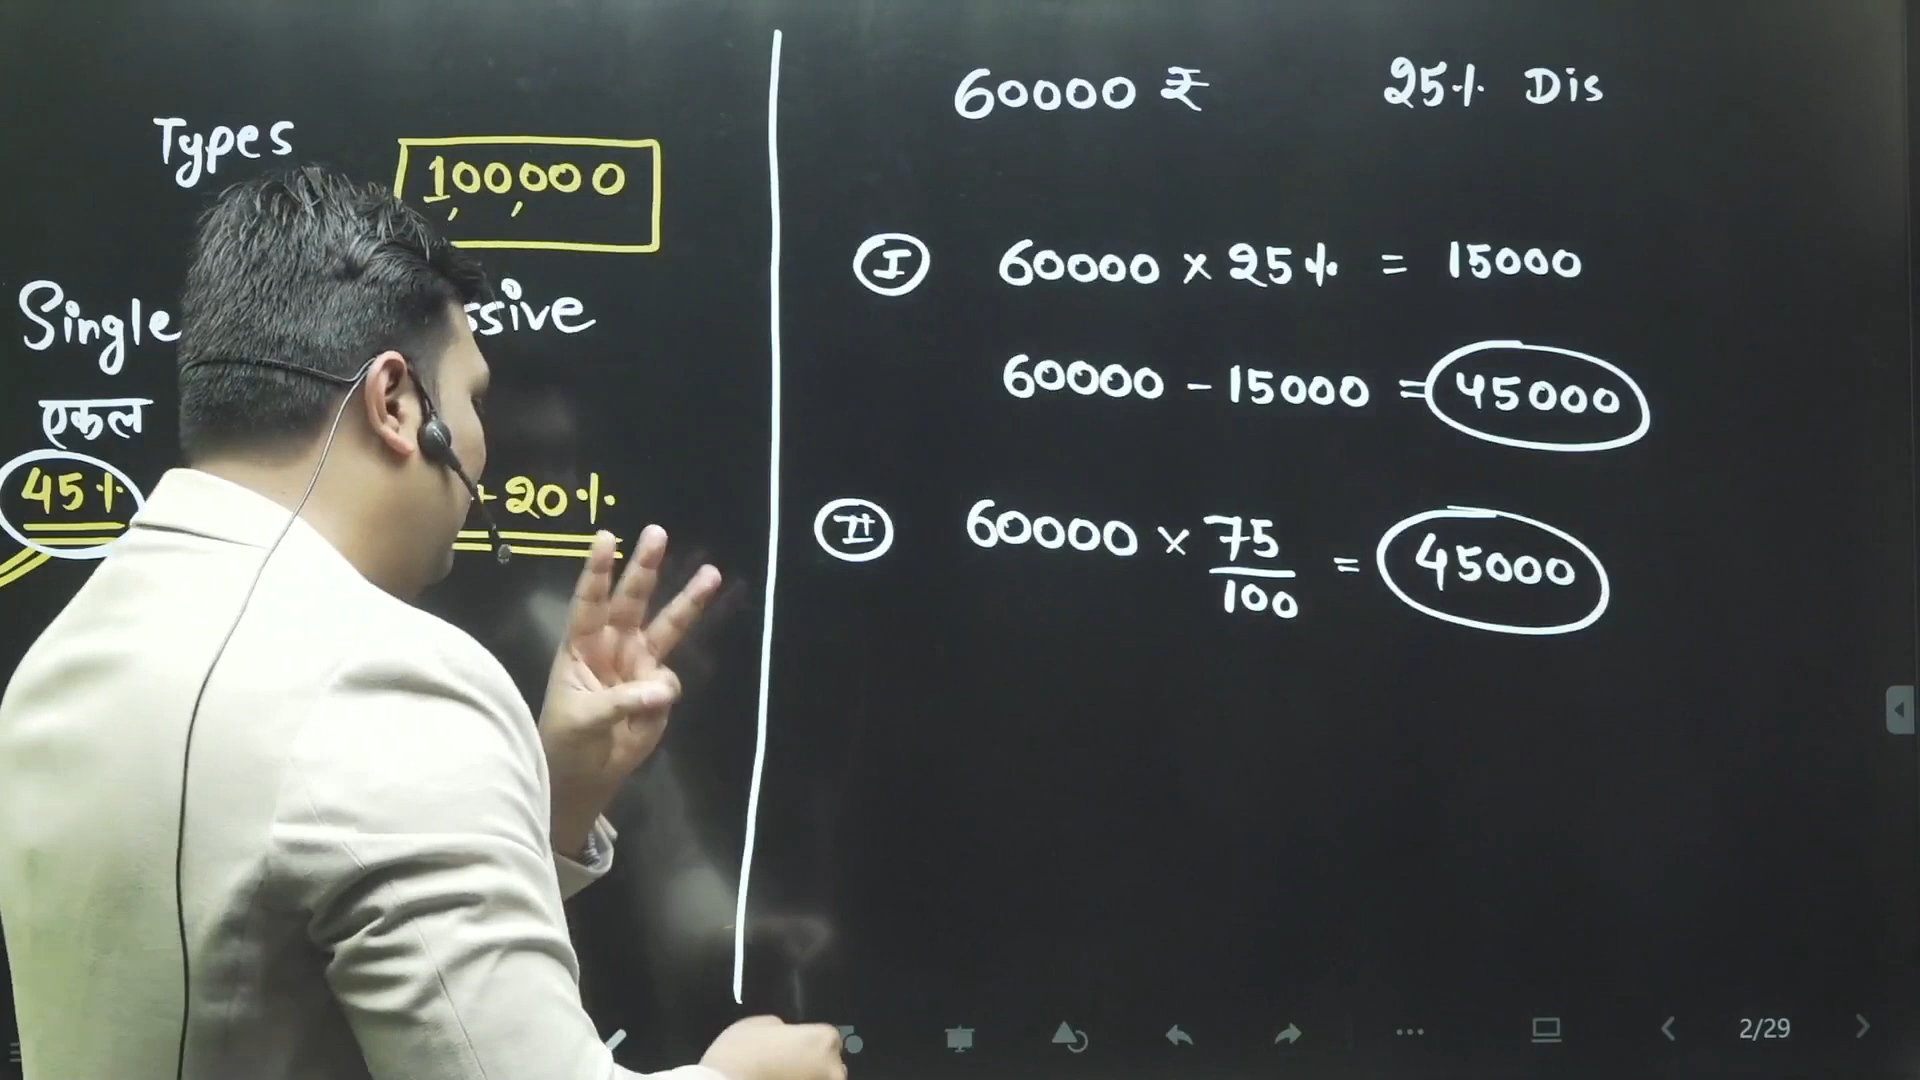 Types
100,000
Single
एकल
45%
20%
60000 ₹ 25% Dis
I 60000 × 25% = 15000
60000 - 15000 = 45000
II 60000 × 75/100 = 45000
2/29